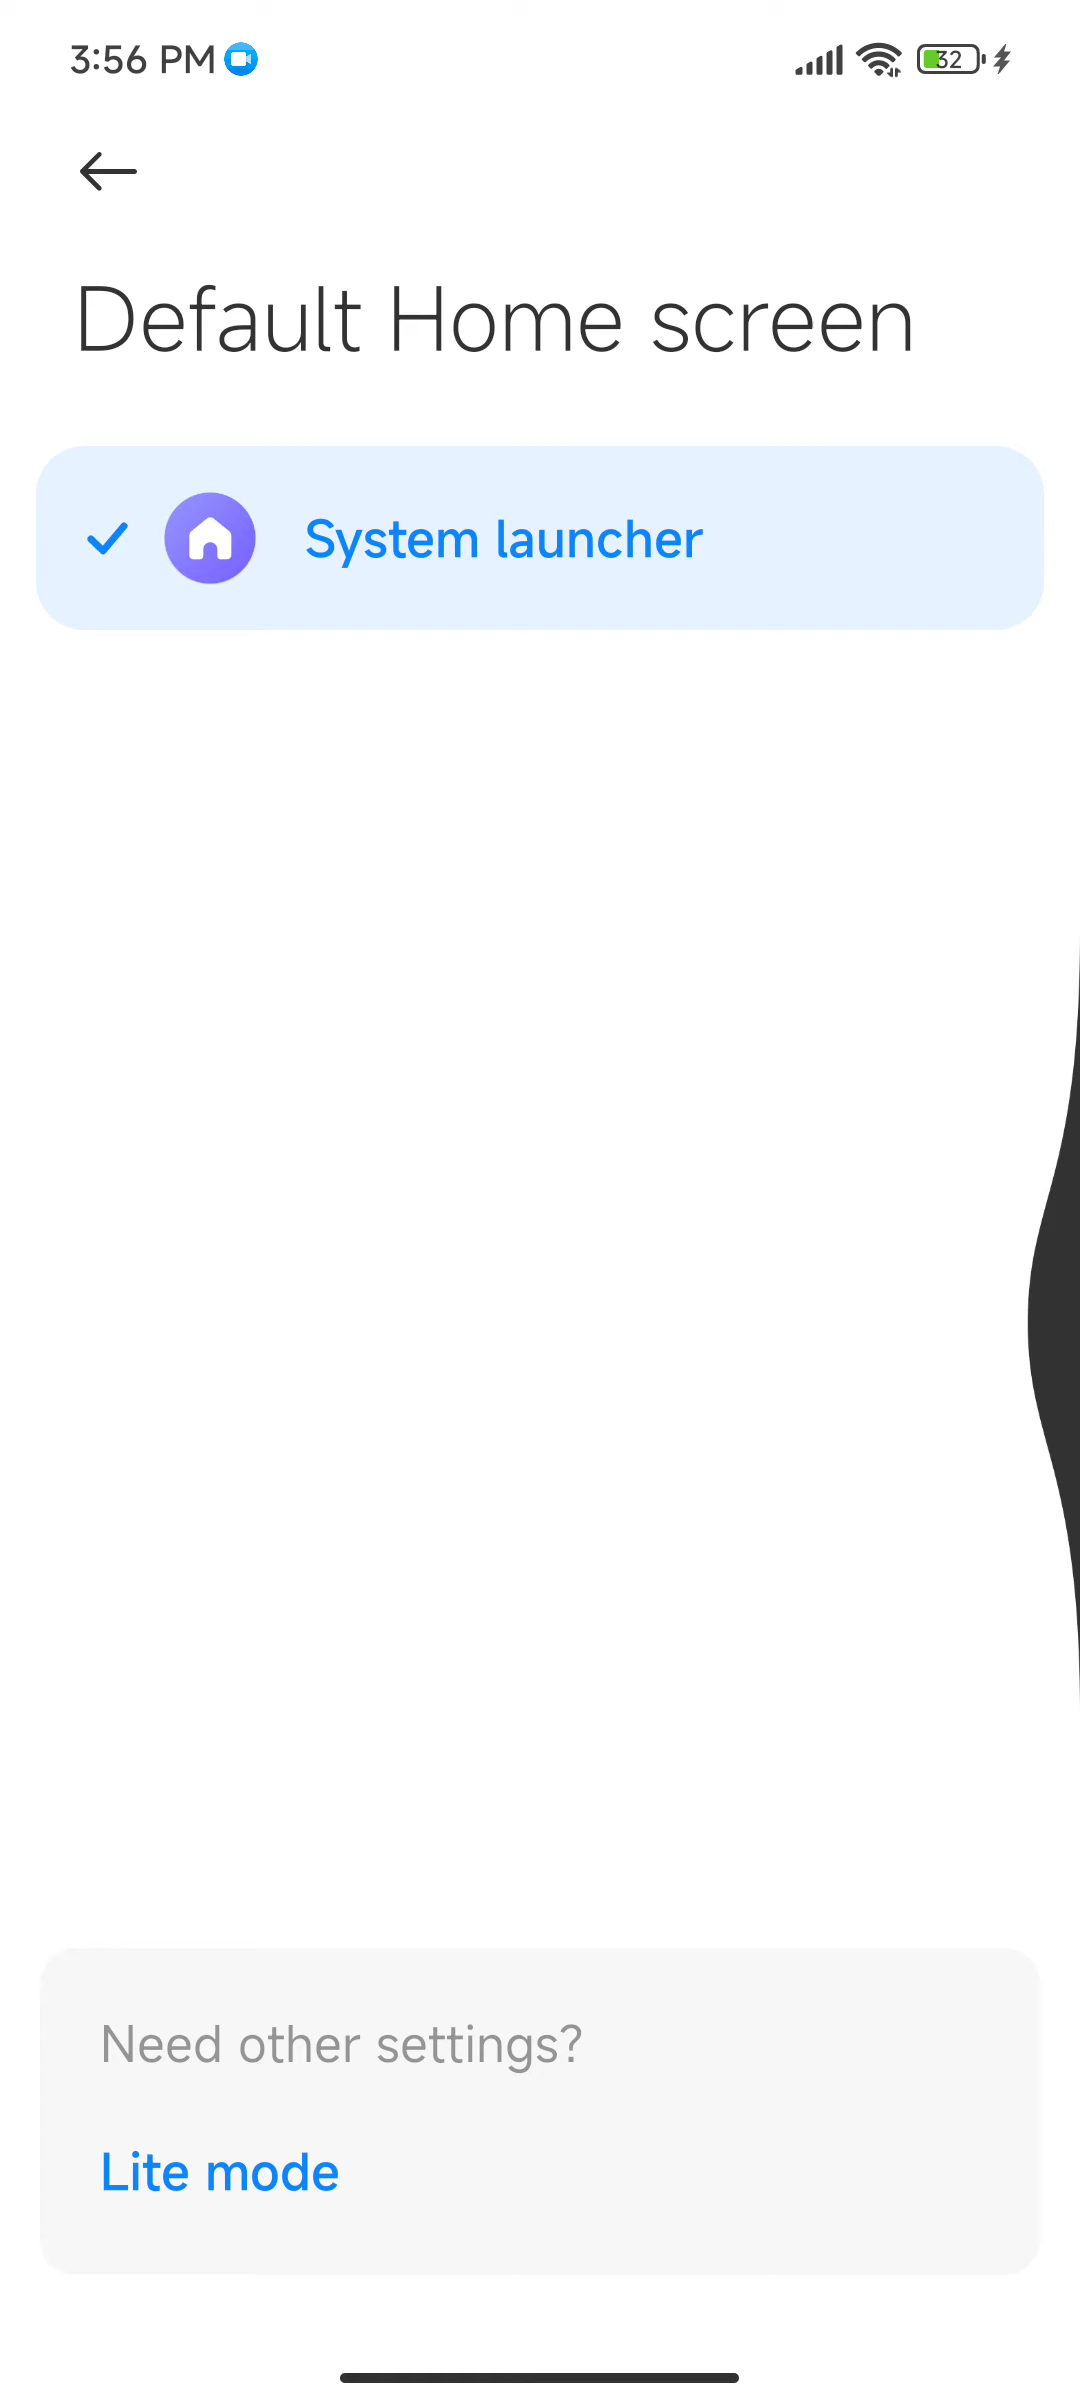 3:56 PM
32
Default Home screen
System launcher
Need other settings?
Lite mode